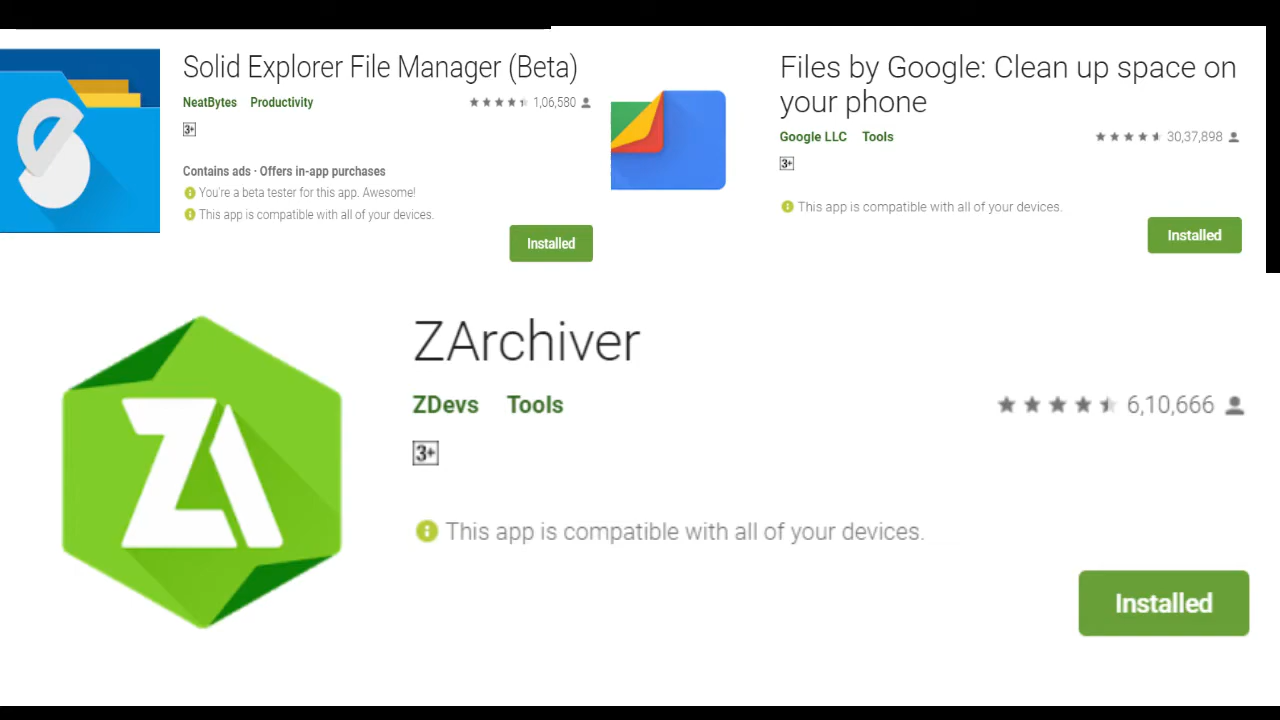 Solid Explorer File Manager (Beta)
NeatBytes Productivity 1,06,580
3+
Contains ads · Offers in-app purchases
You're a beta tester for this app. Awesome!
This app is compatible with all of your devices.
Installed
Files by Google: Clean up space on
your phone
Google LLC Tools 30,37,898
3+
This app is compatible with all of your devices.
Installed
ZA
ZArchiver
ZDevs Tools 6,10,666
3+
This app is compatible with all of your devices.
Installed